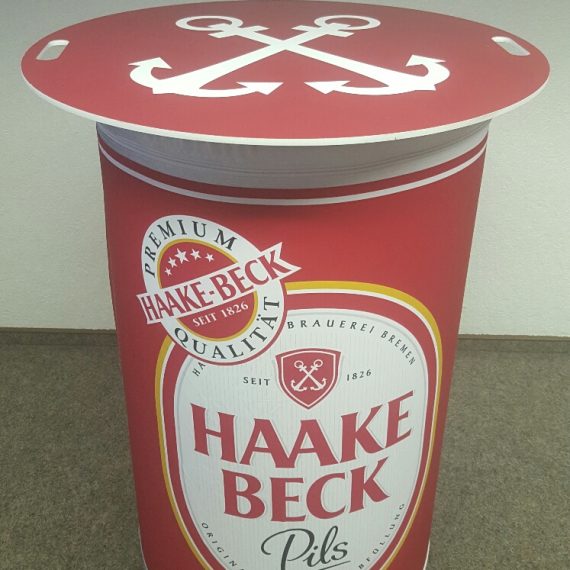 PREMIUM
HAAKE-BECK
SEIT 1826
QUALITÄT
BRAUEREI BREMEN
SEIT 1826
HAAKE
BECK
Pils